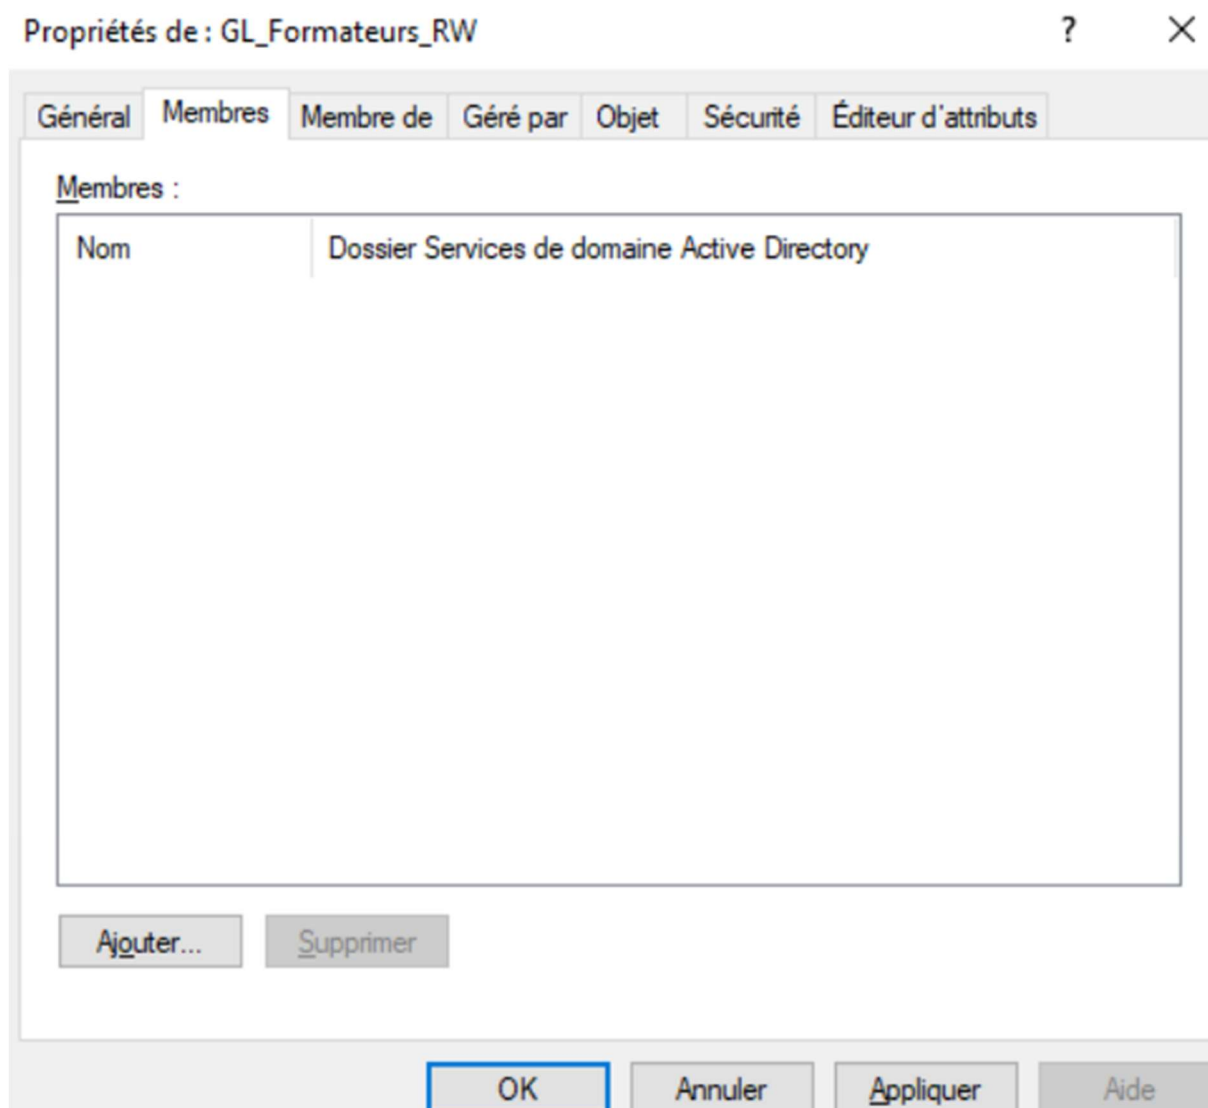 Propriétés de : GL_Formateurs_RW ? ×
Général Membres Membre de Géré par Objet Sécurité Éditeur d'attributs
Membres :
Nom Dossier Services de domaine Active Directory
Ajouter... Supprimer
OK Annuler Appliquer Aide